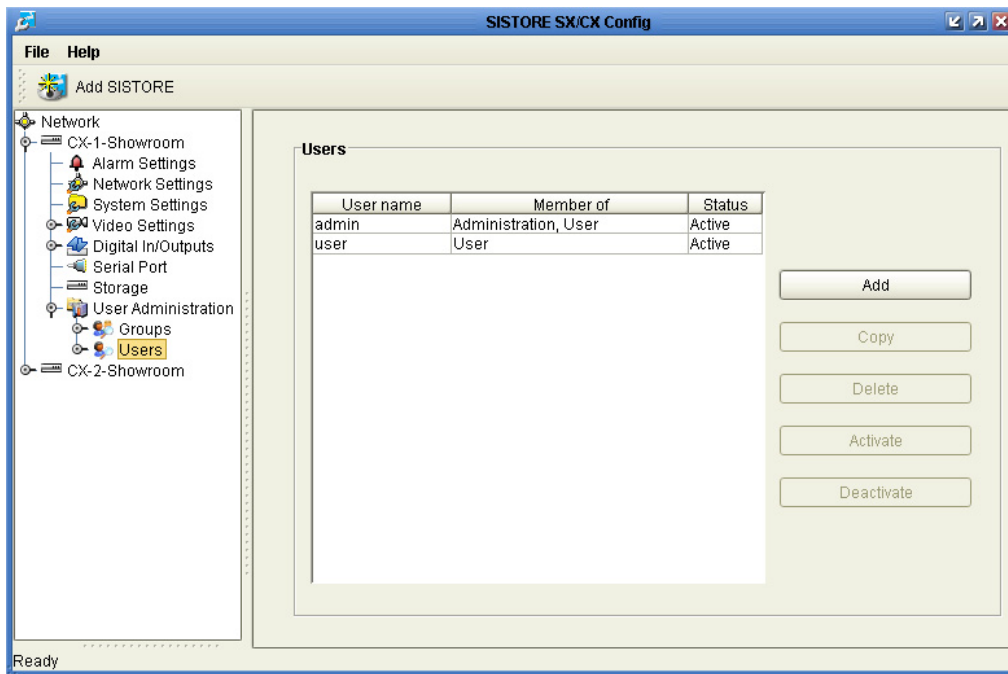 SISTORE SX/CX Config
File Help
Add SISTORE
Network
CX-1-Showroom
Alarm Settings
Network Settings
System Settings
Video Settings
Digital In/Outputs
Serial Port
Storage
User Administration
Groups
Users
CX-2-Showroom
Users
User name Member of Status
admin Administration, User Active
user User Active
Add
Copy
Delete
Activate
Deactivate
Ready